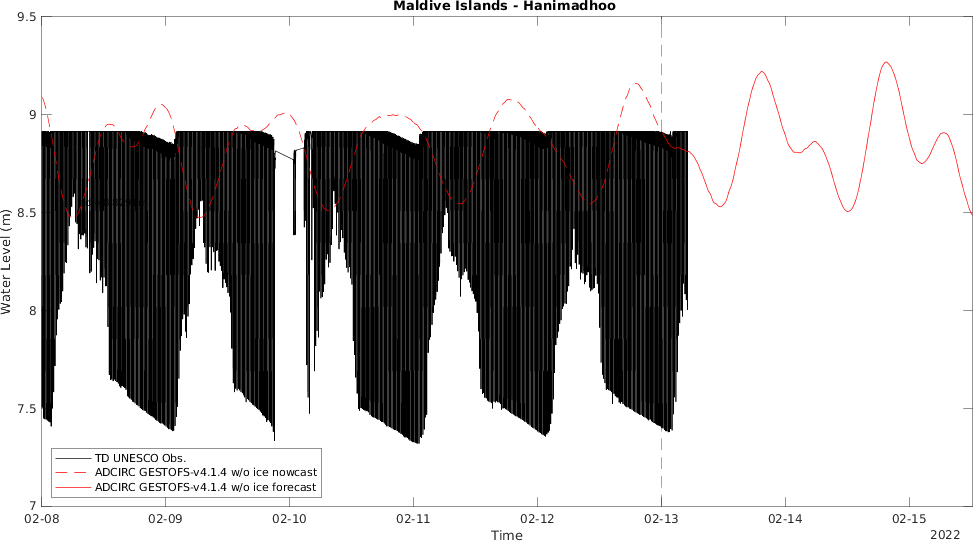 Maldive Islands - Hanimadhoo
9.5
9
8.5
8
7.5
7
Water Level (m)
TD UNESCO Obs.
ADCIRC GESTOFS-v4.1.4 w/o ice nowcast
ADCIRC GESTOFS-v4.1.4 w/o ice forecast
02-08 02-09 02-10 02-11 02-12 02-13 02-14 02-15
Time
2022